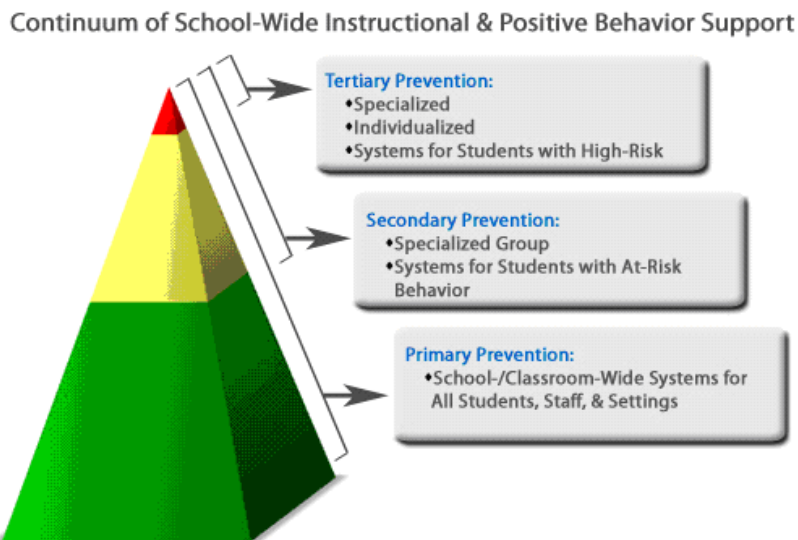 Continuum of School-Wide Instructional & Positive Behavior Support
Tertiary Prevention:
♦Specialized
♦Individualized
♦Systems for Students with High-Risk
Secondary Prevention:
♦Specialized Group
♦Systems for Students with At-Risk
Behavior
Primary Prevention:
♦School-/Classroom-Wide Systems for
All Students, Staff, & Settings